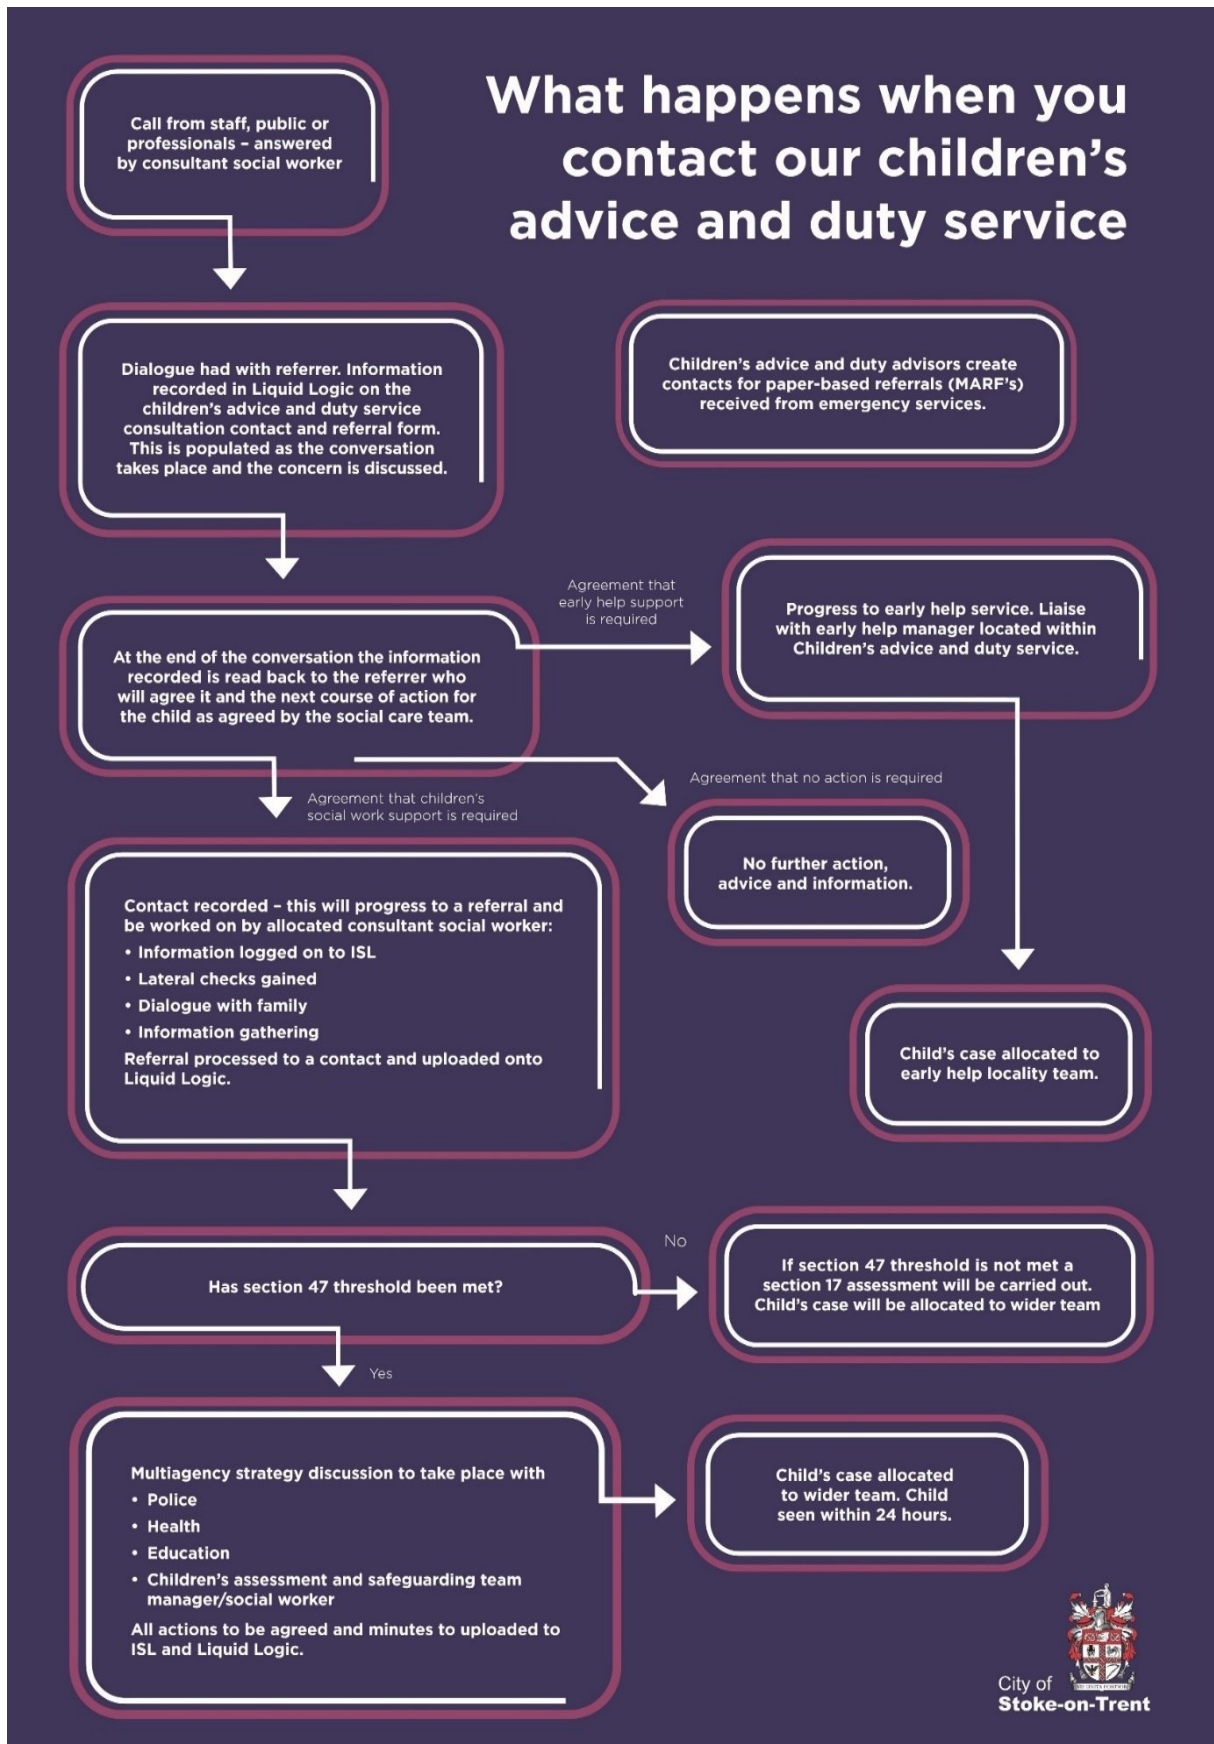 What happens when you
contact our children's
advice and duty service
Call from staff, public or
professionals – answered
by consultant social worker
Dialogue had with referrer. Information
recorded in Liquid Logic on the
children's advice and duty service
consultation contact and referral form.
This is populated as the conversation
takes place and the concern is discussed.
Children's advice and duty advisors create
contacts for paper-based referrals (MARF's)
received from emergency services.
At the end of the conversation the information
recorded is read back to the referrer who
will agree it and the next course of action for
the child as agreed by the social care team.
Agreement that
early help support
is required
Progress to early help service. Liaise
with early help manager located within
Children's advice and duty service.
Agreement that no action is required
No further action,
advice and information.
Child's case allocated to
early help locality team.
Agreement that children's
social work support is required
Contact recorded – this will progress to a referral and
be worked on by allocated consultant social worker:
• Information logged on to ISL
• Lateral checks gained
• Dialogue with family
• Information gathering
Referral processed to a contact and uploaded onto
Liquid Logic.
Has section 47 threshold been met?
No
If section 47 threshold is not met a
section 17 assessment will be carried out.
Child's case will be allocated to wider team
Yes
Multiagency strategy discussion to take place with
• Police
• Health
• Education
• Children's assessment and safeguarding team
manager/social worker
All actions to be agreed and minutes to uploaded to
ISL and Liquid Logic.
Child's case allocated
to wider team. Child
seen within 24 hours.
City of
Stoke-on-Trent